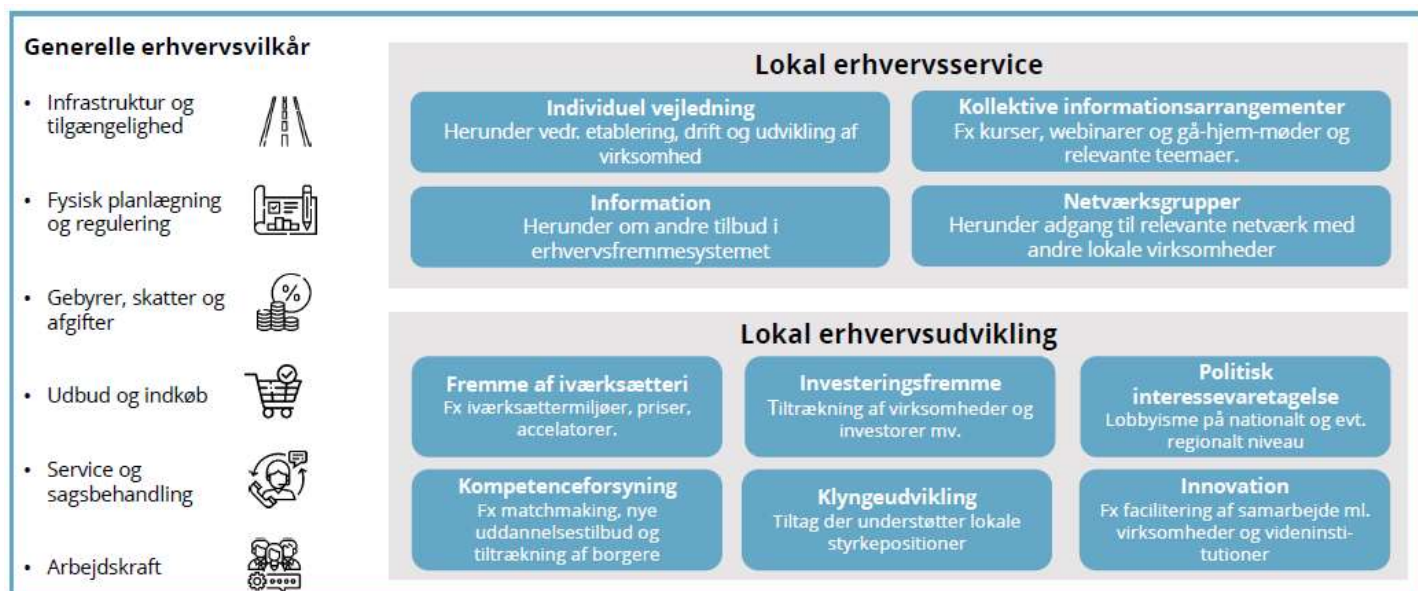 Generelle erhvervsvilkår
• Infrastruktur og
tilgængelighed
• Fysisk planlægning
og regulering
• Gebyrer, skatter og
afgifter
%
• Udbud og indkøb
• Service og
sagsbehandling
• Arbejdskraft
Lokal erhvervsservice
Individuel vejledning
Herunder vedr. etablering, drift og udvikling af
virksomhed
Kollektive informationsarrangementer
Fx kurser, webinarer og gå-hjem-møder og
relevante teemaer.
Information
Herunder om andre tilbud i
erhvervsfremmesystemet
Netværksgrupper
Herunder adgang til relevante netværk med
andre lokale virksomheder
Lokal erhvervsudvikling
Fremme af iværksætteri
Fx iværksættermiljøer, priser,
accelatorer.
Investeringsfremme
Tiltrækning af virksomheder og
investorer mv.
Politisk
interessevaretagelse
Lobbyisme på nationalt og evt.
regionalt niveau
Kompetenceforsyning
Fx matchmaking, nye
uddannelsestilbud og
tiltrækning af borgere
Klyngeudvikling
Tiltag der understøtter lokale
styrkepositioner
Innovation
Fx facilitering af samarbejde ml.
virksomheder og videninsti-
tutioner